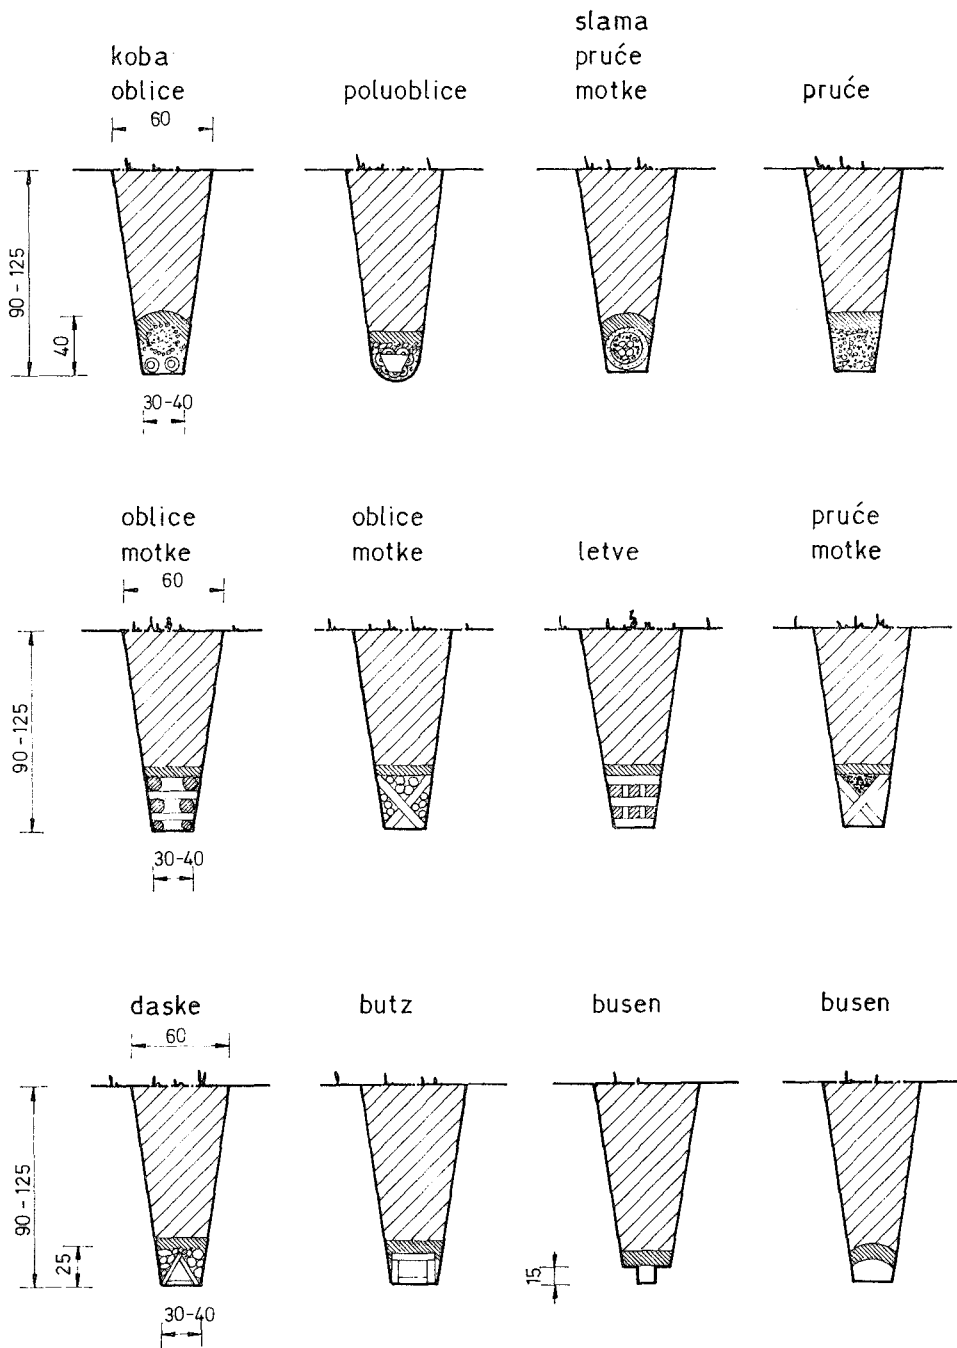 koba
oblice
60
poluoblice
slama
pruće
motke
pruće
90 - 125
40
30-40
oblice
motke
60
oblice
motke
letve
pruće
motke
90-125
30-40
daske
60
butz
busen
busen
90 - 125
25
30-40
15